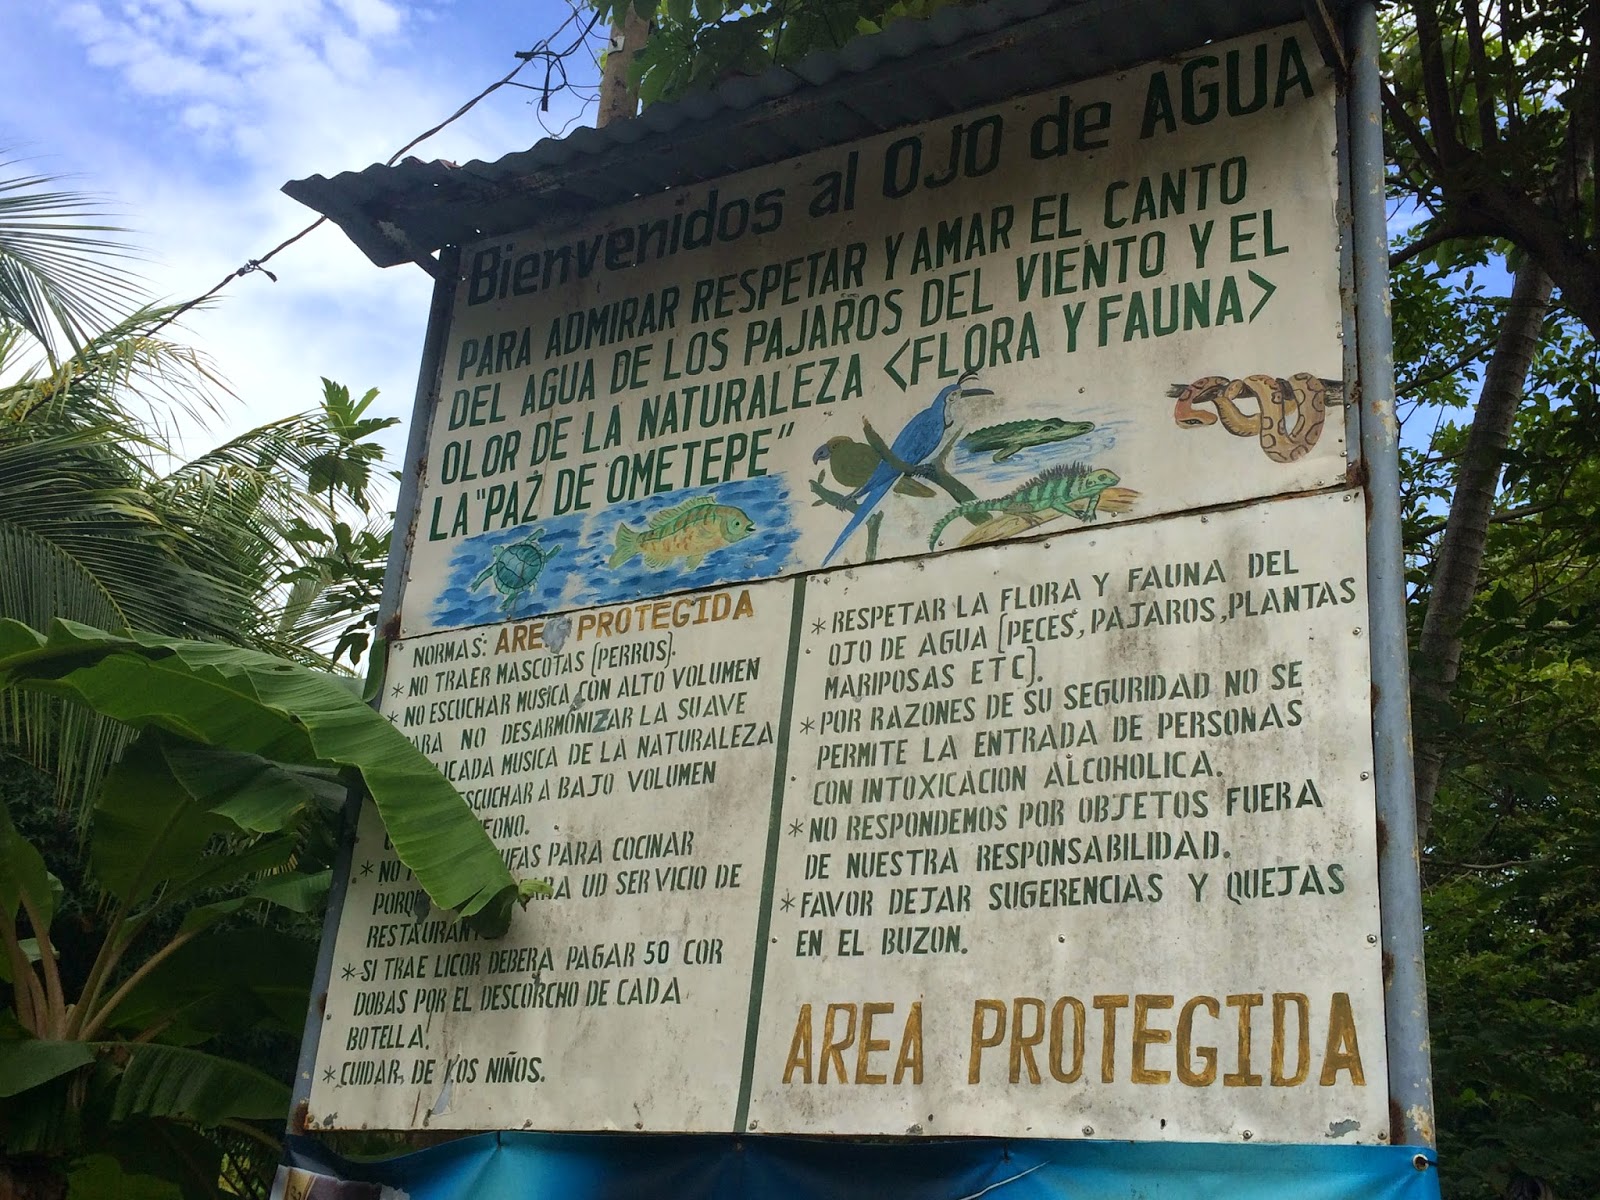 Bienvenidos al OJO de AGUA
PARA ADMIRAR RESPETAR Y AMAR EL CANTO
DEL AGUA DE LOS PAJAROS DEL VIENTO Y EL
OLOR DE LA NATURALEZA <FLORA Y FAUNA>
LA "PAZ DE OMETEPE"
NORMAS: AREA PROTEGIDA
* NO TRAER MASCOTAS (PERROS).
* NO ESCUCHAR MUSICA CON ALTO VOLUMEN
NO DESARMONIZAR LA SUAVE
MUSICA DE LA NATURALEZA
A BAJO VOLUMEN
* NO PARA COCINAR
UD SERVICIO DE
RESTAURANTE
* SI TRAE LICOR DEBERA PAGAR 50 COR
DOBAS POR EL DESCORCHO DE CADA
BOTELLA.
* CUIDAR DE LOS NIÑOS.
* RESPETAR LA FLORA Y FAUNA DEL
OJO DE AGUA (PECES, PAJAROS, PLANTAS
MARIPOSAS ETC).
* POR RAZONES DE SU SEGURIDAD NO SE
PERMITE LA ENTRADA DE PERSONAS
CON INTOXICACION ALCOHOLICA.
* NO RESPONDEMOS POR OBJETOS FUERA
DE NUESTRA RESPONSABILIDAD.
* FAVOR DEJAR SUGERENCIAS Y QUEJAS
EN EL BUZON.
AREA PROTEGIDA